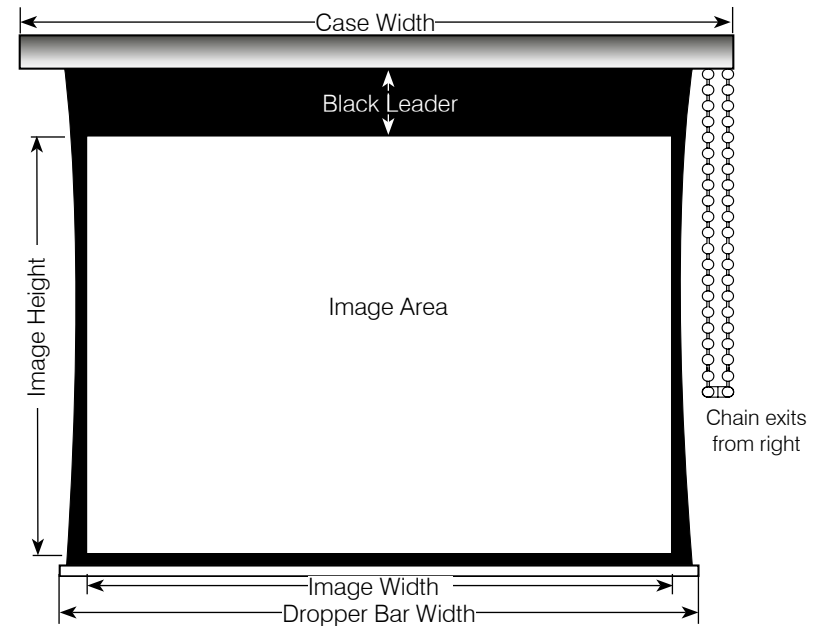 Case Width
Black Leader
Image Height
Image Area
Chain exits
from right
Image Width
Dropper Bar Width